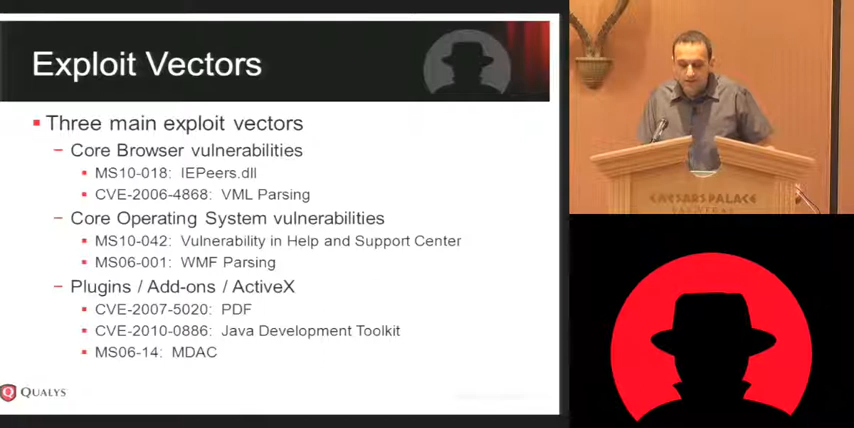 Exploit Vectors
Three main exploit vectors
– Core Browser vulnerabilities
MS10-018: IEPeers.dll
CVE-2006-4868: VML Parsing
– Core Operating System vulnerabilities
MS10-042: Vulnerability in Help and Support Center
MS06-001: WMF Parsing
– Plugins / Add-ons / ActiveX
CVE-2007-5020: PDF
CVE-2010-0886: Java Development Toolkit
MS06-14: MDAC
QUALYS
CAESARS PALACE
LAS VEGAS